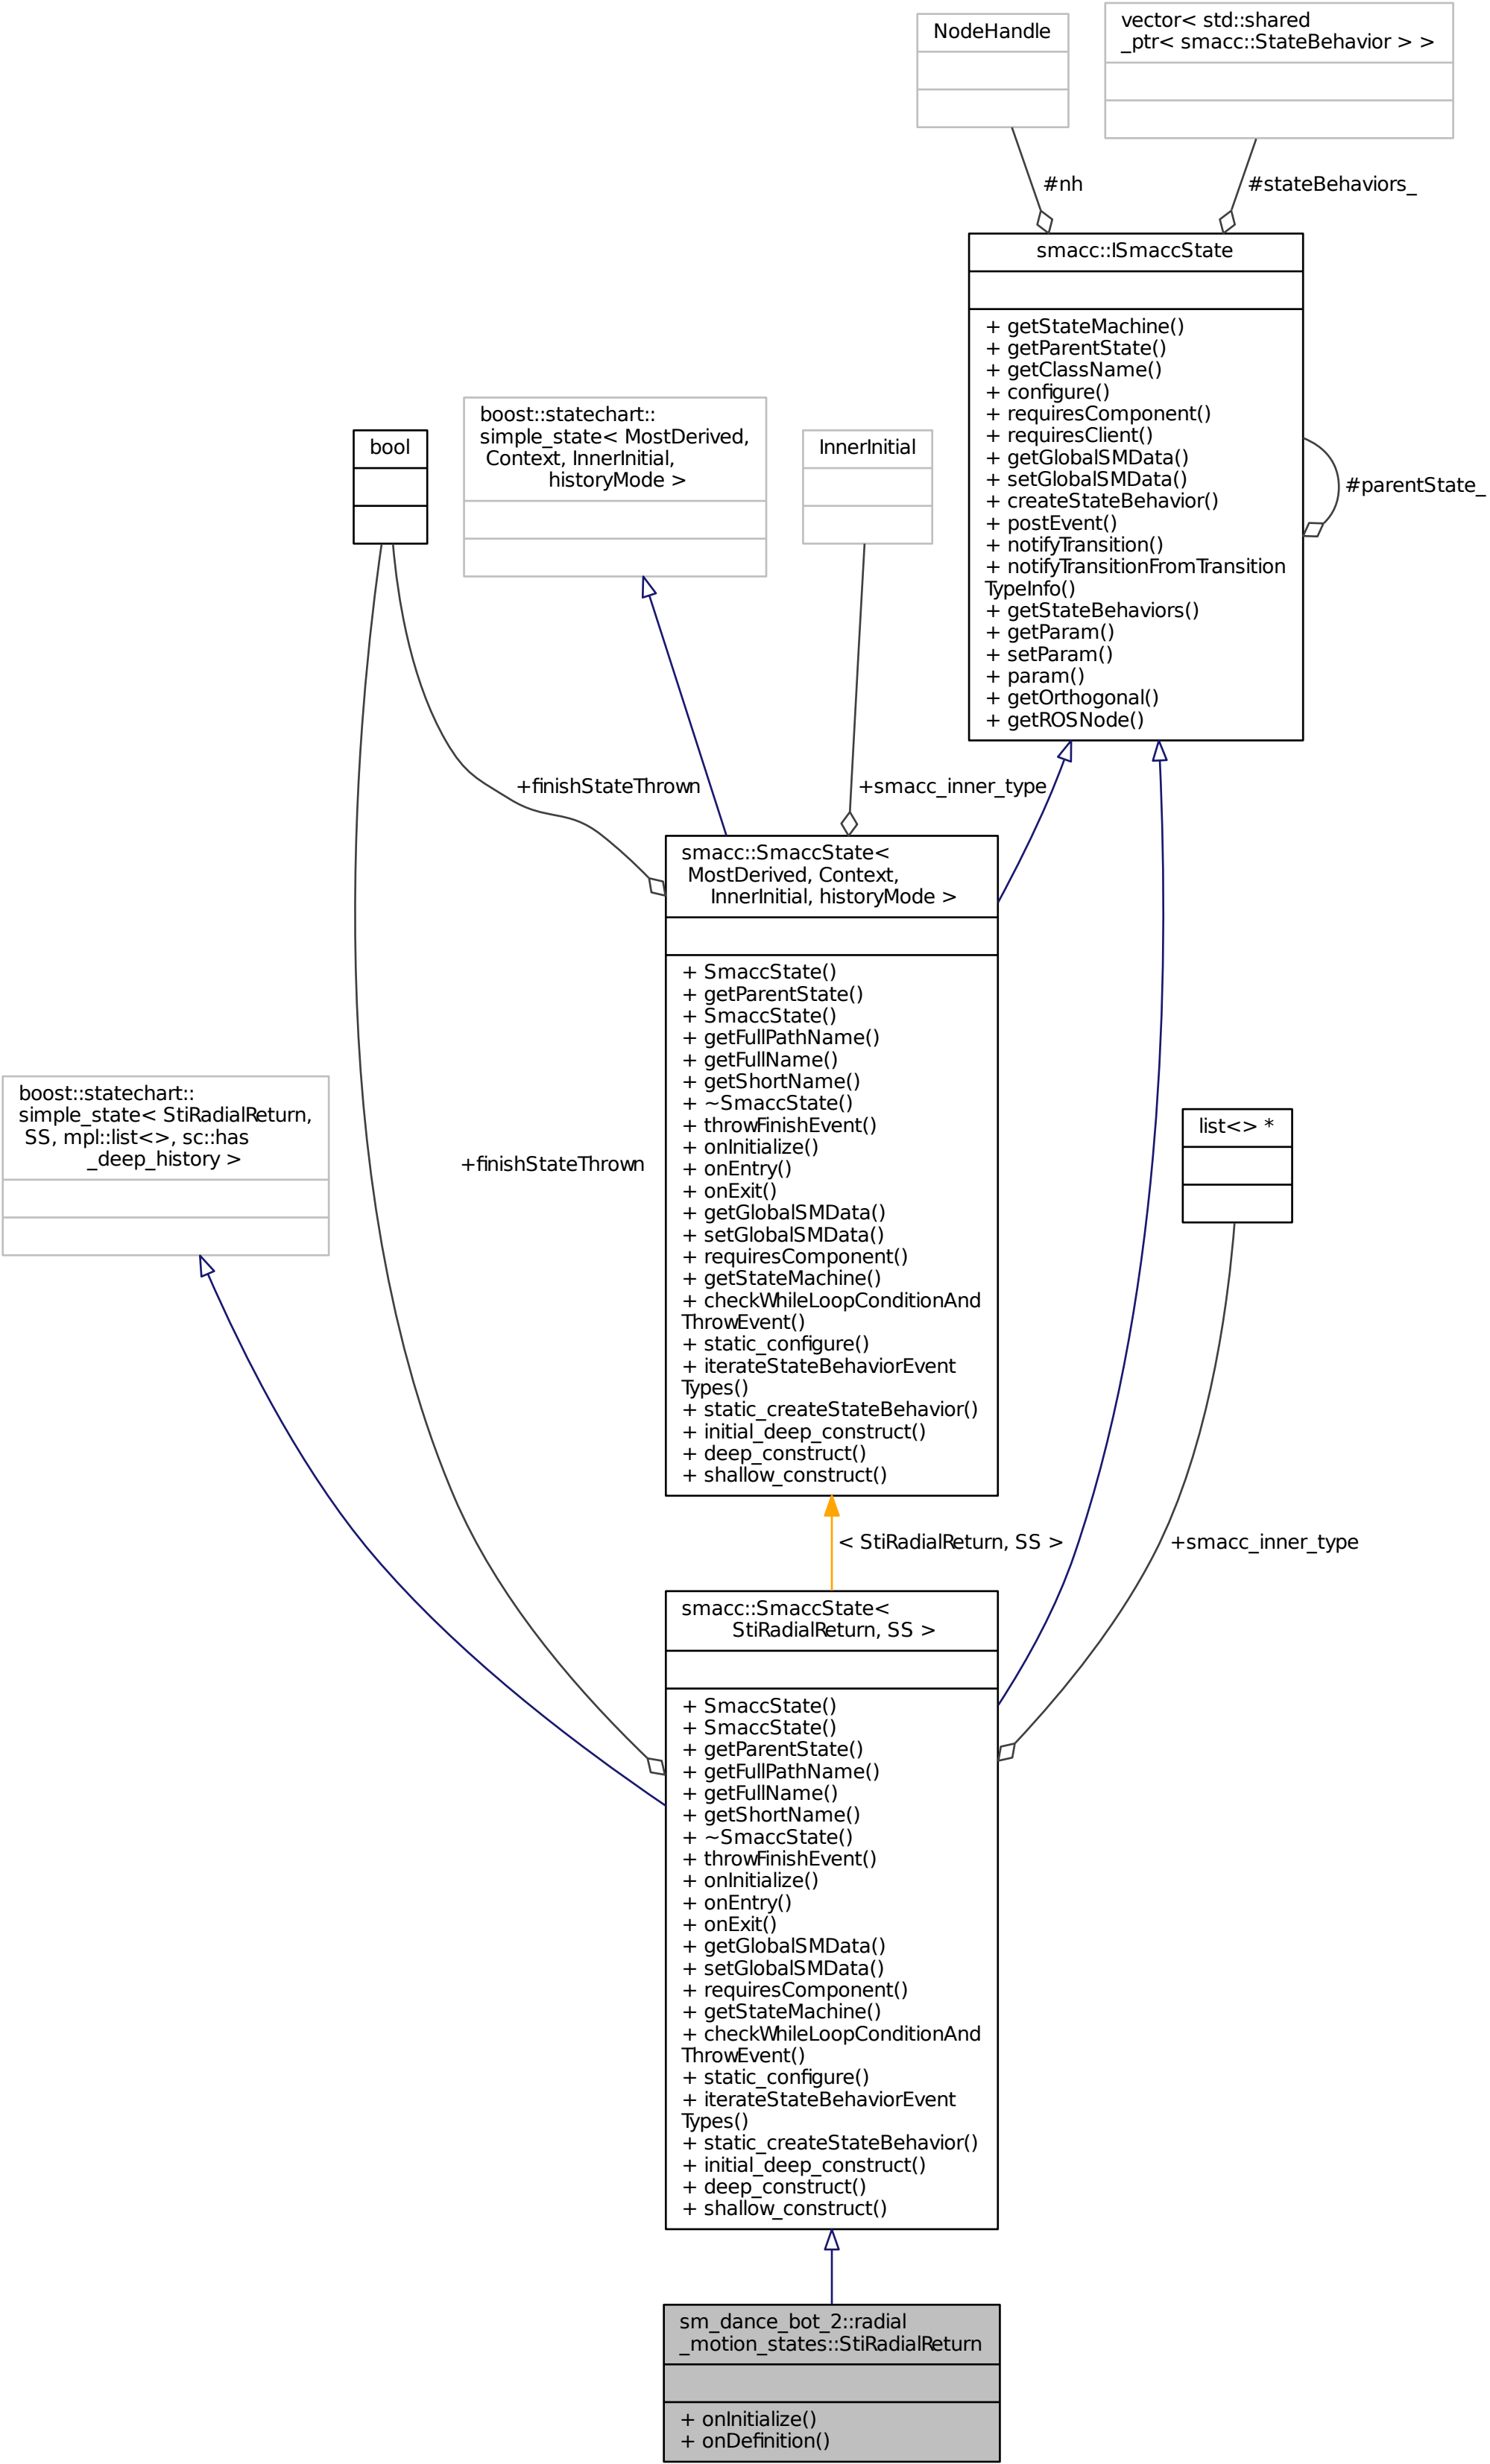 NodeHandle
vector< std::shared
_ptr< smacc::StateBehavior > >
#nh
#stateBehaviors_
smacc::ISmaccState
+ getStateMachine()
+ getParentState()
+ getClassName()
+ configure()
+ requiresComponent()
+ requiresClient()
+ getGlobalSMData()
+ setGlobalSMData()
+ createStateBehavior()
+ postEvent()
+ notifyTransition()
+ notifyTransitionFromTransition
TypeInfo()
+ getStateBehaviors()
+ getParam()
+ setParam()
+ param()
+ getOrthogonal()
+ getROSNode()
#parentState_
bool
boost::statechart::
simple_state< MostDerived,
Context, InnerInitial,
historyMode >
InnerInitial
+finishStateThrown
+smacc_inner_type
smacc::SmaccState<
MostDerived, Context,
InnerInitial, historyMode >
+ SmaccState()
+ getParentState()
+ SmaccState()
+ getFullPathName()
+ getFullName()
+ getShortName()
+ ~SmaccState()
+ throwFinishEvent()
+ onInitialize()
+ onEntry()
+ onExit()
+ getGlobalSMData()
+ setGlobalSMData()
+ requiresComponent()
+ getStateMachine()
+ checkWhileLoopConditionAnd
ThrowEvent()
+ static_configure()
+ iterateStateBehaviorEvent
Types()
+ static_createStateBehavior()
+ initial_deep_construct()
+ deep_construct()
+ shallow_construct()
boost::statechart::
simple_state< StiRadialReturn,
SS, mpl::list<>, sc::has
_deep_history >
+finishStateThrown
list<> *
< StiRadialReturn, SS >
+smacc_inner_type
smacc::SmaccState<
StiRadialReturn, SS >
+ SmaccState()
+ SmaccState()
+ getParentState()
+ getFullPathName()
+ getFullName()
+ getShortName()
+ ~SmaccState()
+ throwFinishEvent()
+ onInitialize()
+ onEntry()
+ onExit()
+ getGlobalSMData()
+ setGlobalSMData()
+ requiresComponent()
+ getStateMachine()
+ checkWhileLoopConditionAnd
ThrowEvent()
+ static_configure()
+ iterateStateBehaviorEvent
Types()
+ static_createStateBehavior()
+ initial_deep_construct()
+ deep_construct()
+ shallow_construct()
sm_dance_bot_2::radial
_motion_states::StiRadialReturn
+ onInitialize()
+ onDefinition()